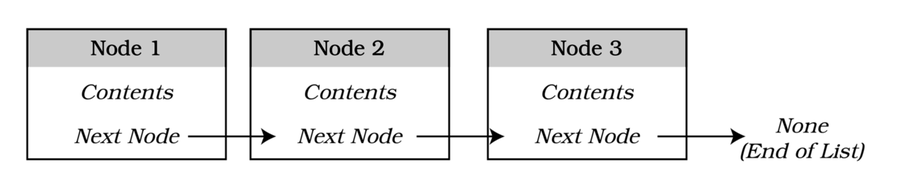 Node 1
Contents
Next Node
Node 2
Contents
Next Node
Node 3
Contents
Next Node
None
(End of List)